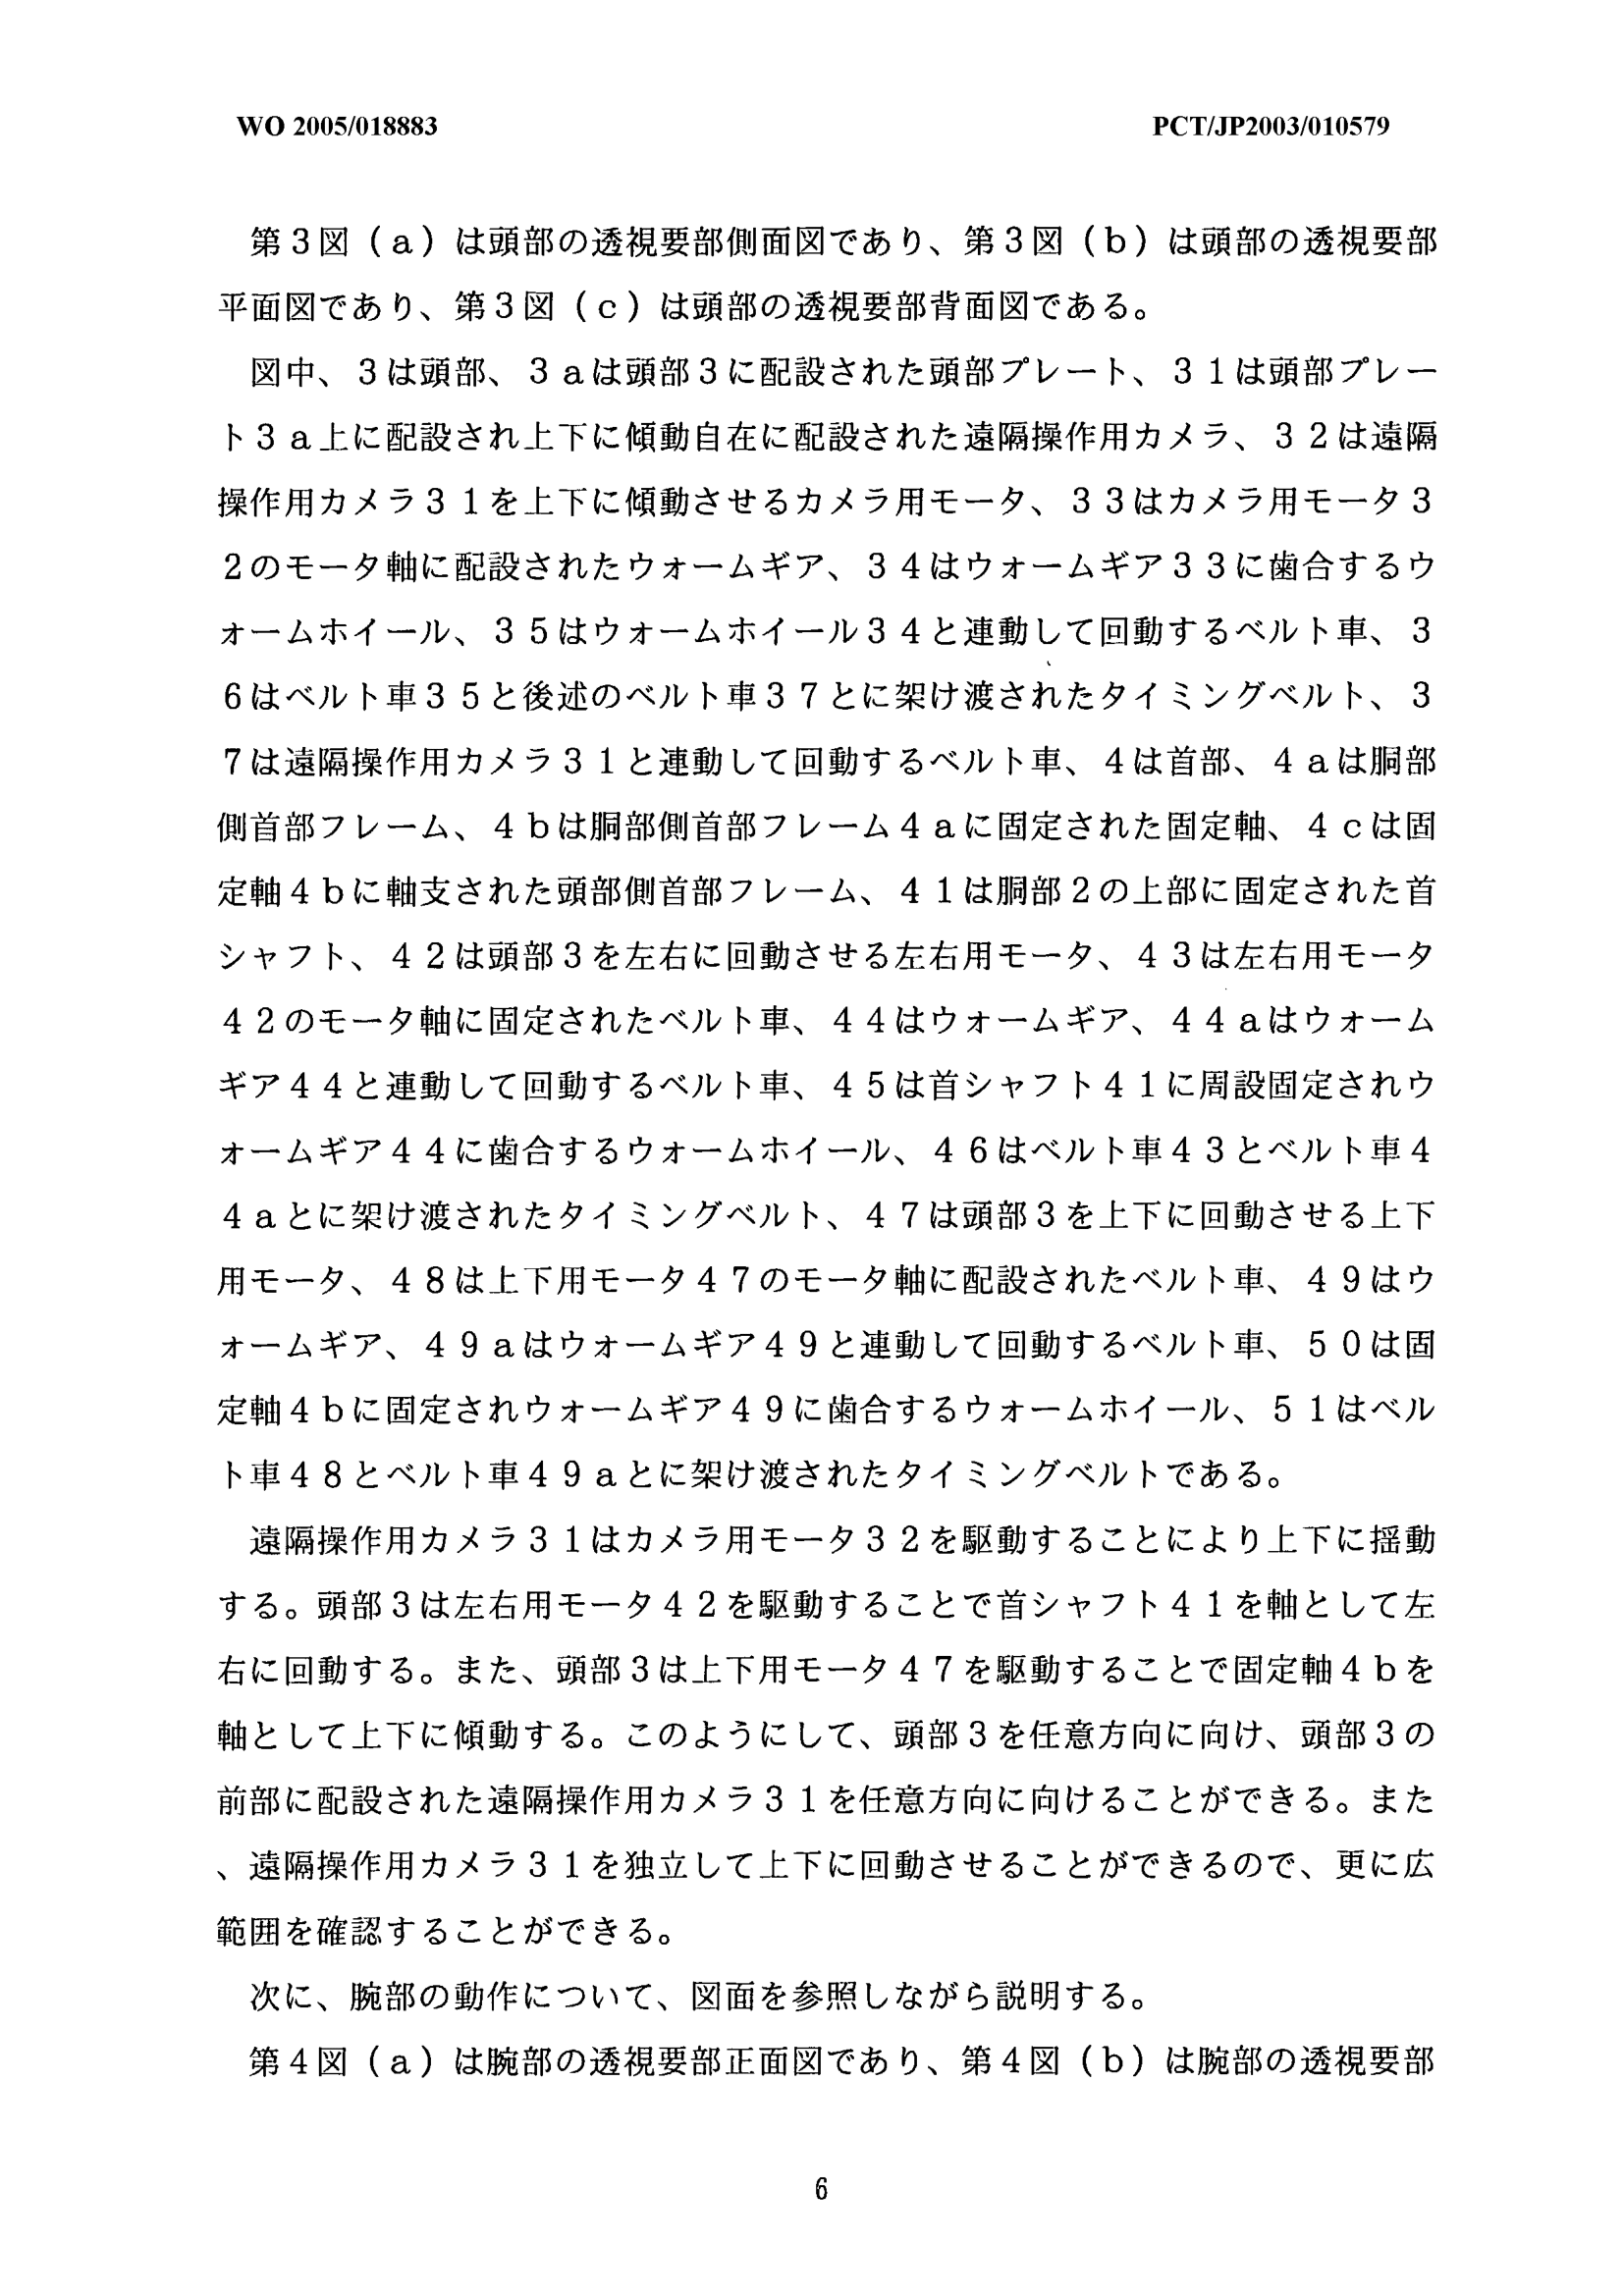 WO 2005/018883 PCT/JP2003/010579
第３図（ａ）は頭部の透視要部側面図であり、第３図（ｂ）は頭部の透視要部
平面図であり、第３図（ｃ）は頭部の透視要部背面図である。
図中、３は頭部、３ａは頭部３に配設された頭部プレート、３１は頭部プレー
ト３ａ上に配設され上下に傾動自在に配設された遠隔操作用カメラ、３２は遠隔
操作用カメラ３１を上下に傾動させるカメラ用モータ、３３はカメラ用モータ３
２のモータ軸に配設されたウォームギア、３４はウォームギア３３に歯合するウ
ォームホイール、３５はウォームホイール３４と連動して回動するベルト車、３
６はベルト車３５と後述のベルト車３７とに架け渡されたタイミングベルト、３
７は遠隔操作用カメラ３１と連動して回動するベルト車、４は首部、４ａは胴部
側首部フレーム、４ｂは胴部側首部フレーム４ａに固定された固定軸、４ｃは固
定軸４ｂに軸支された頭部側首部フレーム、４１は胴部２の上部に固定された首
シャフト、４２は頭部３を左右に回動させる左右用モータ、４３は左右用モータ
４２のモータ軸に固定されたベルト車、４４はウォームギア、４４ａはウォーム
ギア４４と連動して回動するベルト車、４５は首シャフト４１に周設固定されウ
ォームギア４４に歯合するウォームホイール、４６はベルト車４３とベルト車４
４ａとに架け渡されたタイミングベルト、４７は頭部３を上下に回動させる上下
用モータ、４８は上下用モータ４７のモータ軸に配設されたベルト車、４９はウ
ォームギア、４９ａはウォームギア４９と連動して回動するベルト車、５０は固
定軸４ｂに固定されウォームギア４９に歯合するウォームホイール、５１はベル
ト車４８とベルト車４９ａとに架け渡されたタイミングベルトである。
遠隔操作用カメラ３１はカメラ用モータ３２を駆動することにより上下に揺動
する。頭部３は左右用モータ４２を駆動することで首シャフト４１を軸として左
右に回動する。また、頭部３は上下用モータ４７を駆動することで固定軸４ｂを
軸として上下に傾動する。このようにして、頭部３を任意方向に向け、頭部３の
前部に配設された遠隔操作用カメラ３１を任意方向に向けることができる。また
、遠隔操作用カメラ３１を独立して上下に回動させることができるので、更に広
範囲を確認することができる。
次に、腕部の動作について、図面を参照しながら説明する。
第４図（ａ）は腕部の透視要部正面図であり、第４図（ｂ）は腕部の透視要部
6